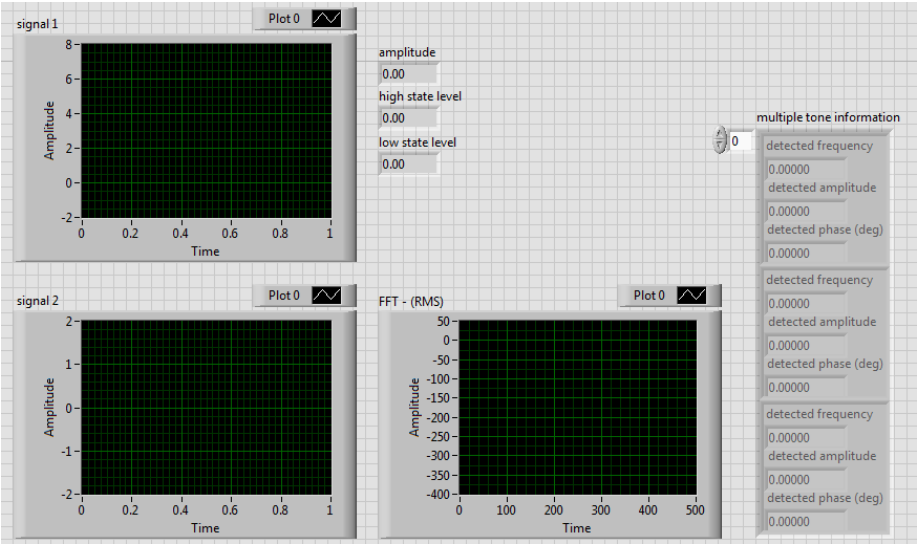 signal 1
Plot 0
8
6
4
2
0
-2
Amplitude
0 0.2 0.4 0.6 0.8 1
Time
amplitude
0.00
high state level
0.00
low state level
0.00
multiple tone information
0
detected frequency
0.00000
detected amplitude
0.00000
detected phase (deg)
0.00000
detected frequency
0.00000
detected amplitude
0.00000
detected phase (deg)
0.00000
detected frequency
0.00000
detected amplitude
0.00000
detected phase (deg)
0.00000
signal 2
Plot 0
2
1
0
-1
-2
Amplitude
0 0.2 0.4 0.6 0.8 1
Time
FFT - (RMS)
Plot 0
50
0
-50
-100
-150
-200
-250
-300
-350
-400
Amplitude
0 100 200 300 400 500
Time